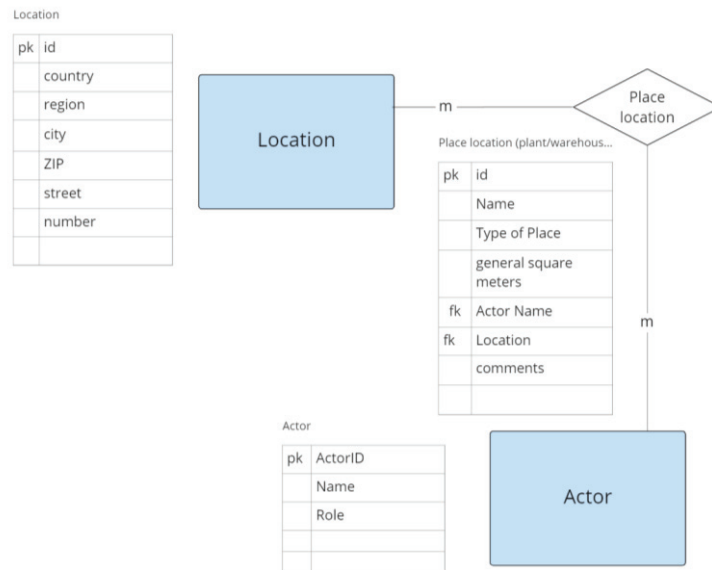 Location
pk id
country
region
city
ZIP
street
number
Location
m
Place
location
Place location (plant/warehous...
pk id
Name
Type of Place
general square
meters
fk Actor Name
fk Location
comments
m
Actor
pk ActorID
Name
Role
Actor